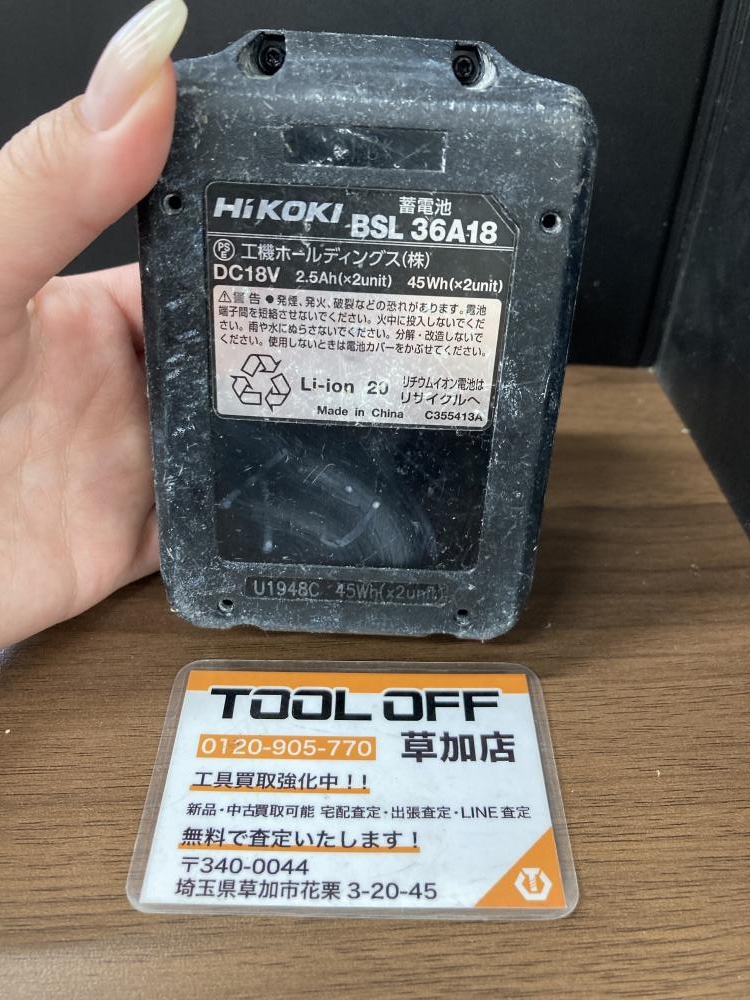 HiKOKI 蓄電池
BSL 36A18
PS E 工機ホールディングス(株)
DC18V 2.5Ah(×2unit) 45Wh(×2unit)
⚠警告 ●発煙、発火、破裂などの恐れがあります。電池
端子間を短絡させないでください。火中に投入しないでくだ
さい。雨や水にぬらさないでください。分解・改造しないで
ください。使用しないときは電池カバーをかぶせてください。
Li-ion 20 リチウムイオン電池は
リサイクルへ
Made in China C355413A
U1948C 45Wh(x2unit)
TOOL OFF
0120-905-770 草加店
工具買取強化中!!
新品・中古買取可能 宅配査定・出張査定・LINE査定
無料で査定いたします!
〒340-0044
埼玉県草加市花栗3-20-45